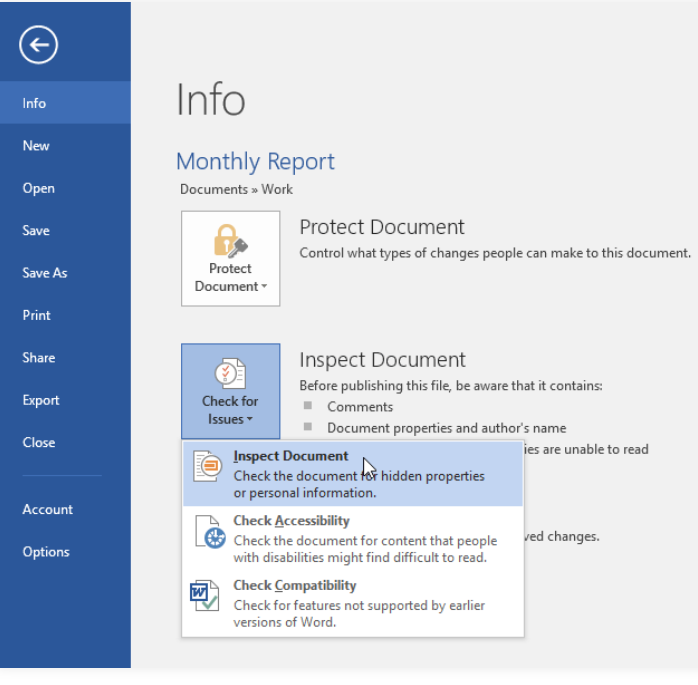 Info
New
Open
Save
Save As
Print
Share
Export
Close
Account
Options
Info
Monthly Report
Documents » Work
Protect
Document
Protect Document
Control what types of changes people can make to this document.
Check for
Issues
Inspect Document
Before publishing this file, be aware that it contains:
Comments
Document properties and author's name
are unable to read
changes.
Inspect Document
Check the document for hidden properties
or personal information.
Check Accessibility
Check the document for content that people
with disabilities might find difficult to read.
Check Compatibility
Check for features not supported by earlier
versions of Word.